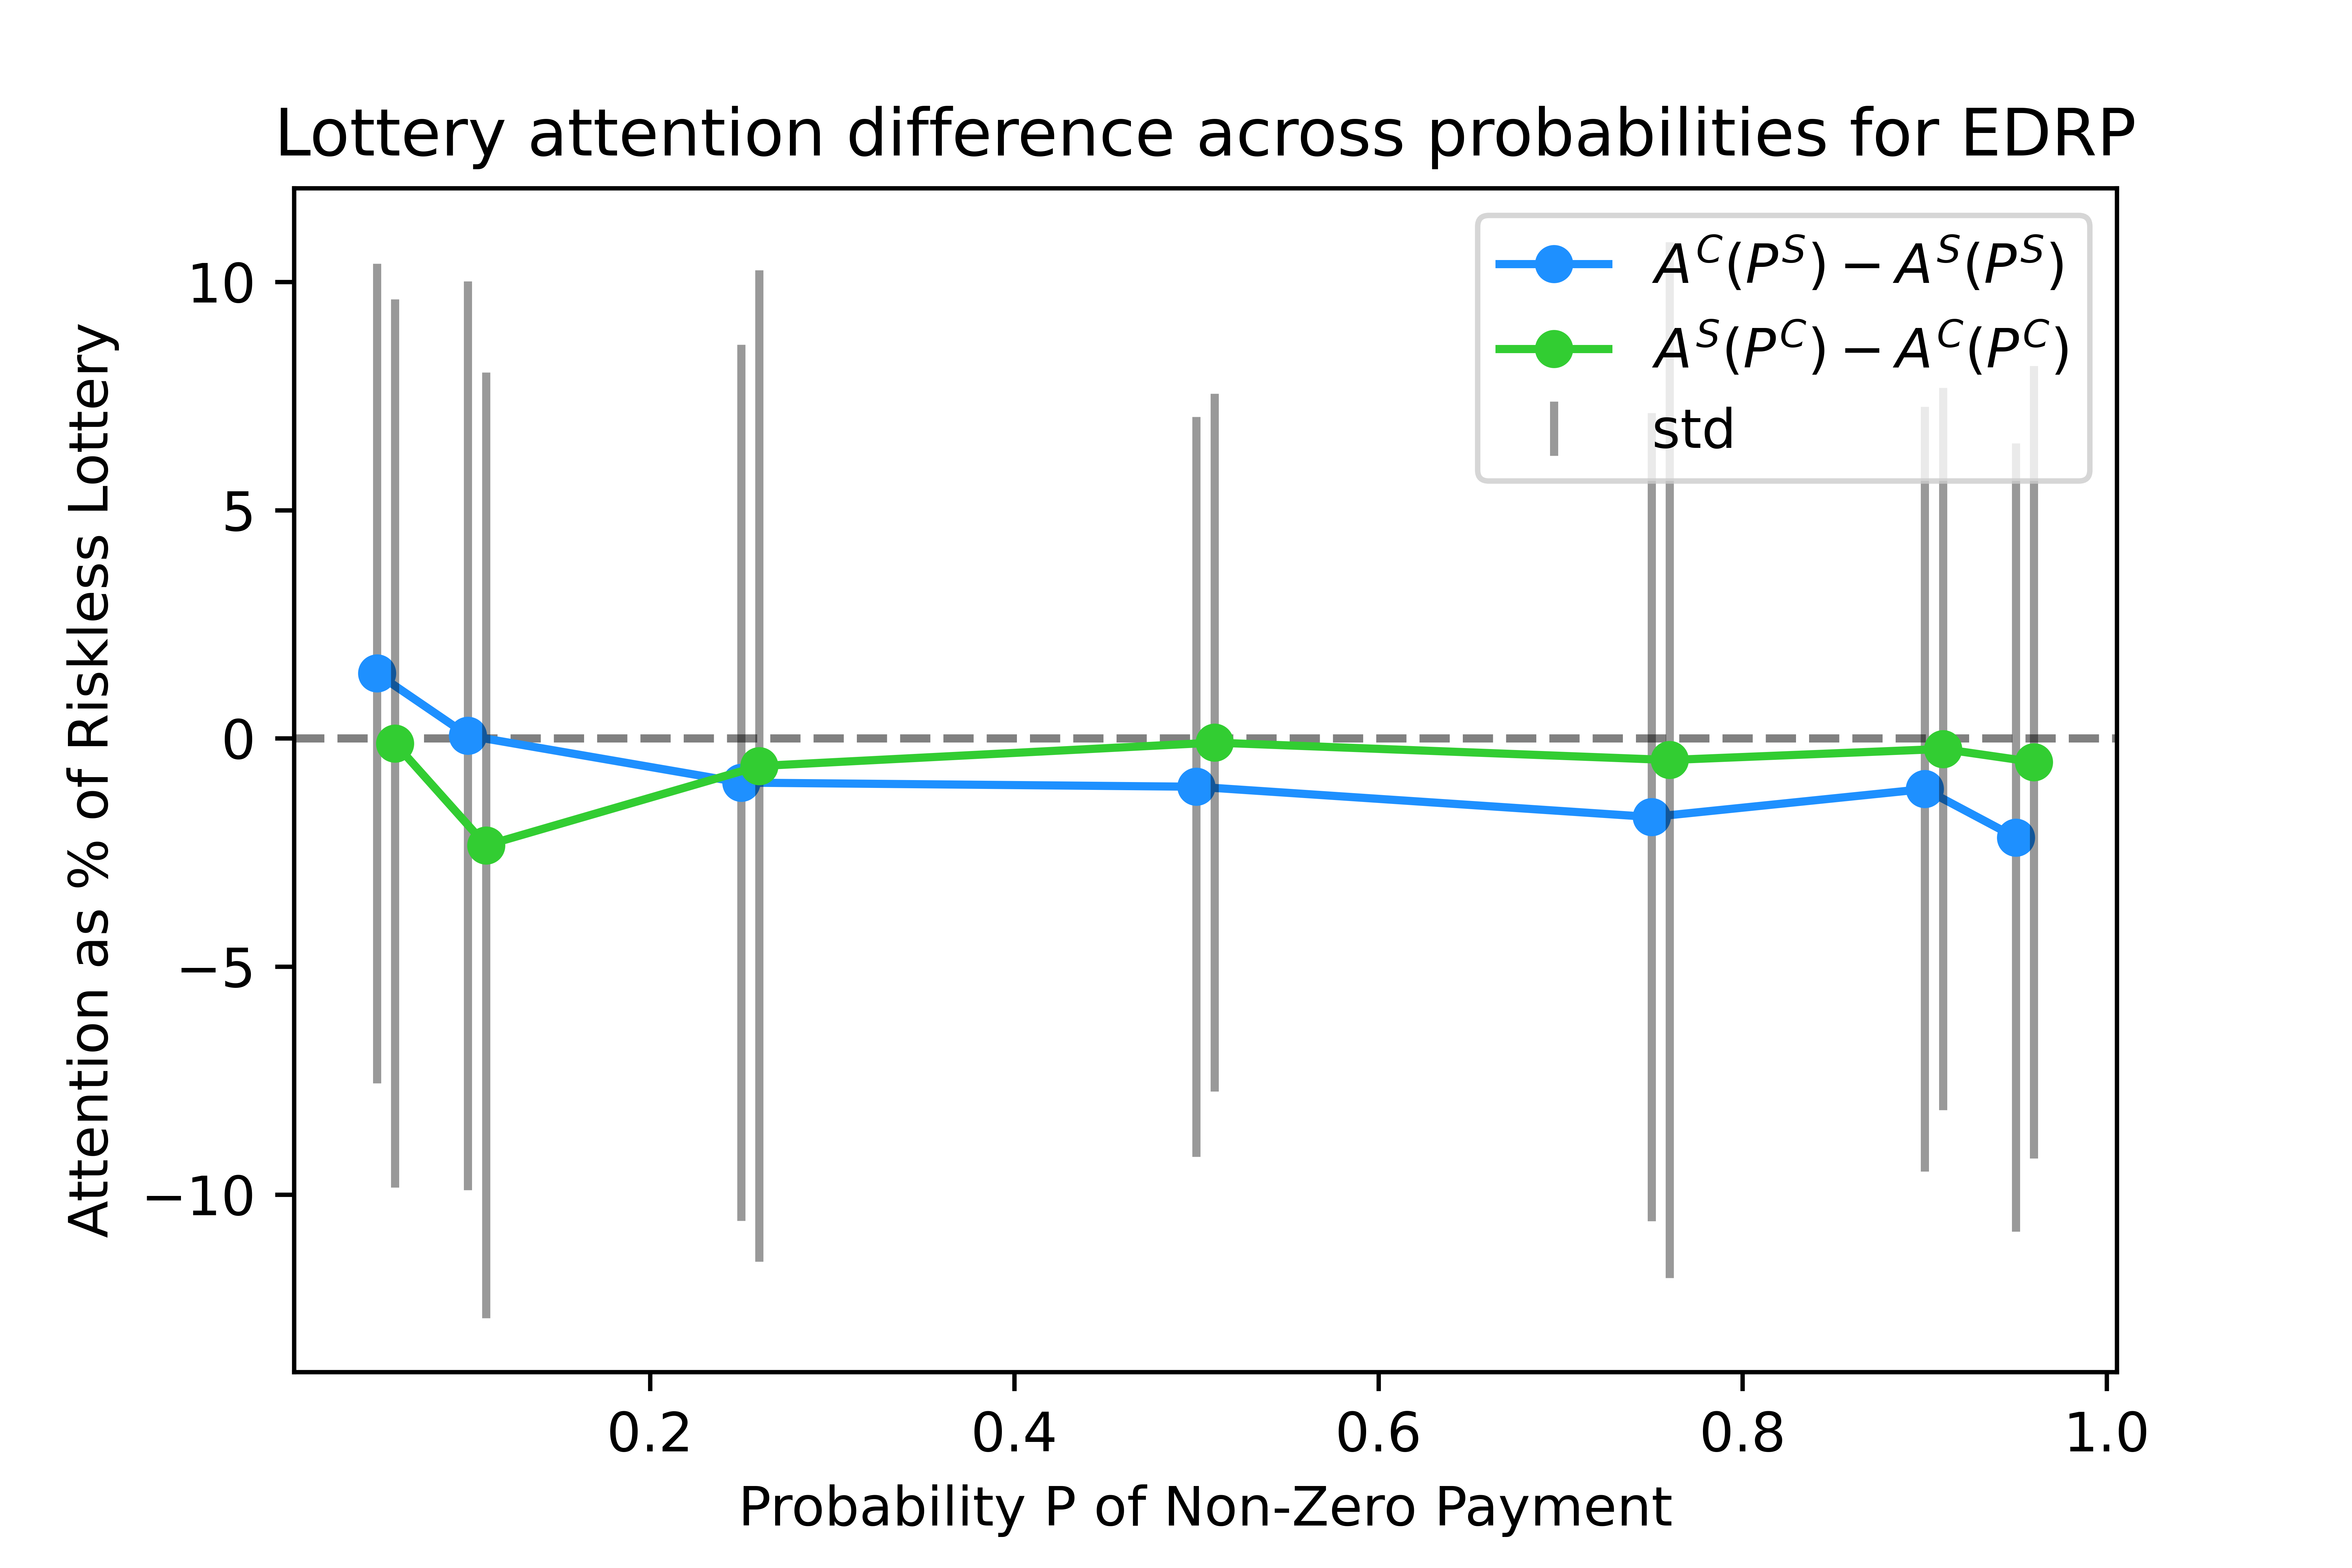 Lottery attention difference across probabilities for EDRP
A^C(P^S) − A^S(P^S)
A^S(P^C) − A^C(P^C)
std
Attention as % of Riskless Lottery
10
5
0
−5
−10
0.2 0.4 0.6 0.8 1.0
Probability P of Non-Zero Payment